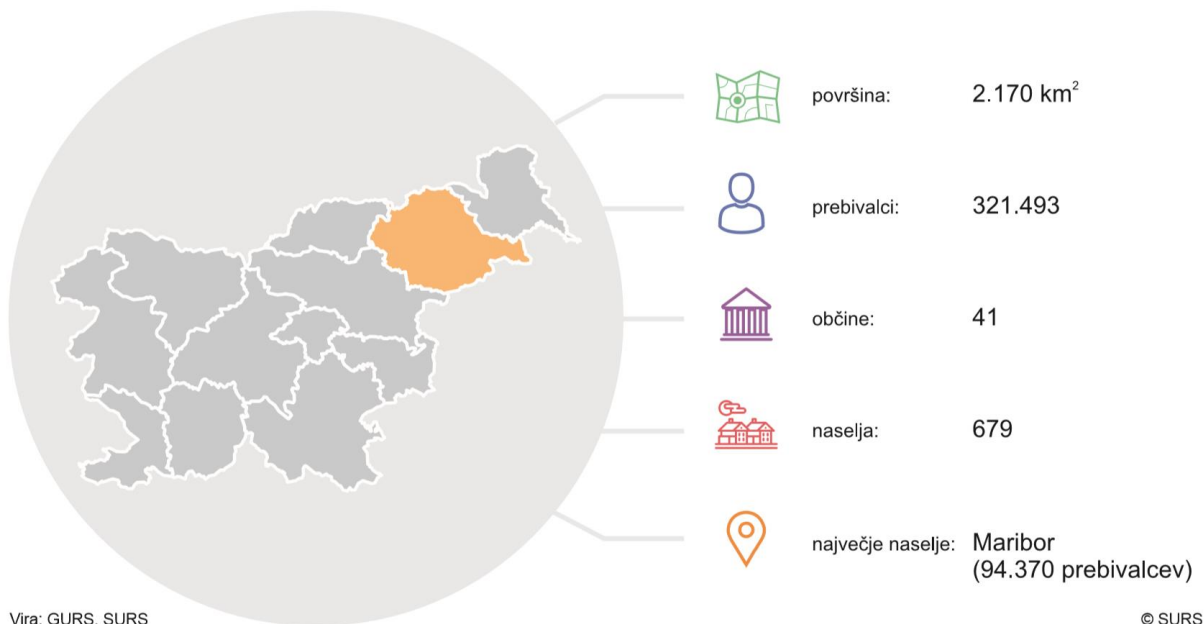 površina: 2.170 km²
prebivalci: 321.493
občine: 41
naselja: 679
največje naselje: Maribor
(94.370 prebivalcev)
Vira: GURS, SURS
© SURS